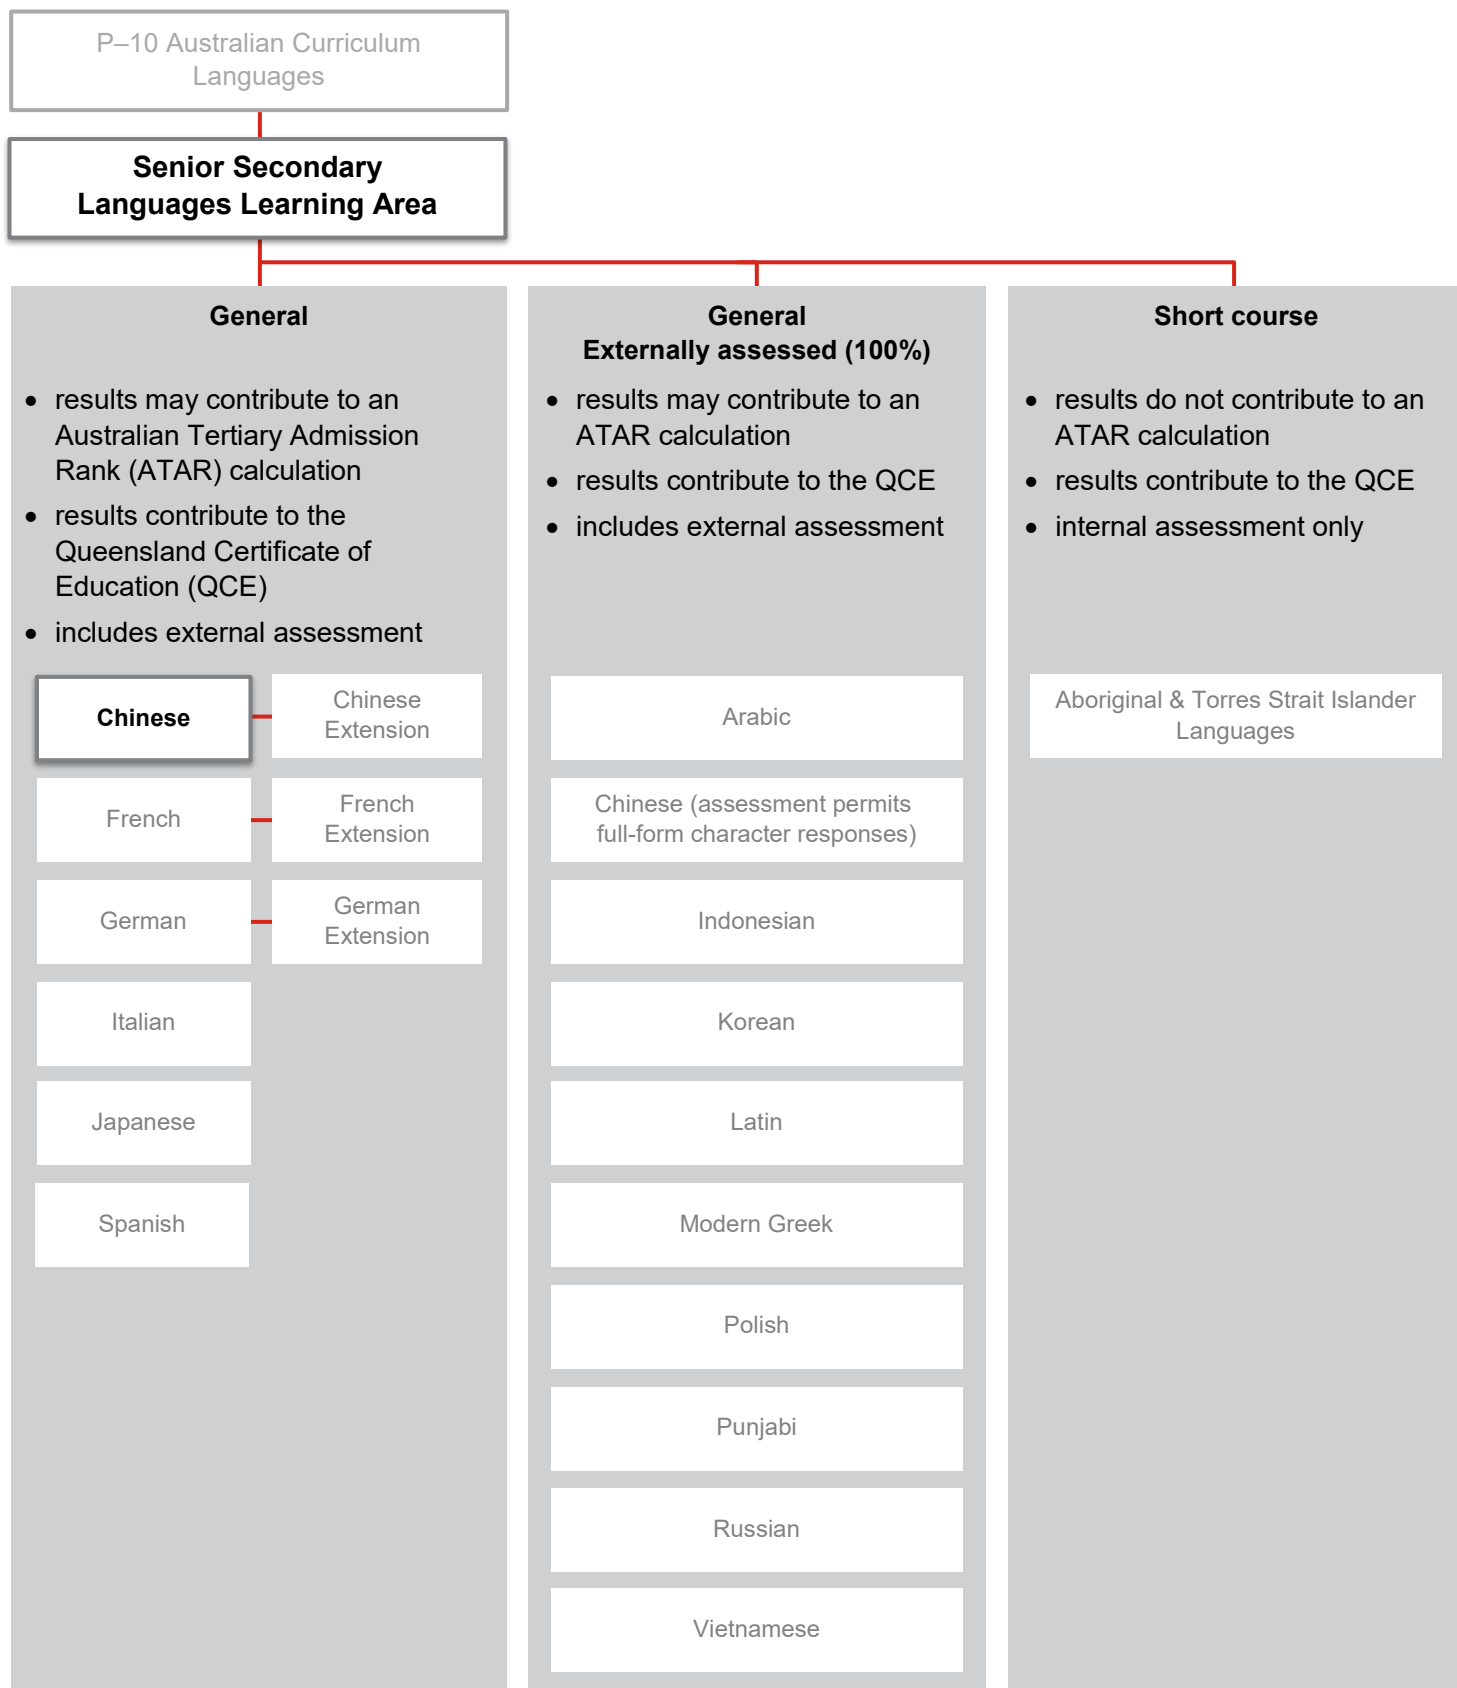 P–10 Australian Curriculum
Languages
Senior Secondary
Languages Learning Area
General
• results may contribute to an
Australian Tertiary Admission
Rank (ATAR) calculation
• results contribute to the
Queensland Certificate of
Education (QCE)
• includes external assessment
Chinese
Chinese
Extension
French
French
Extension
German
German
Extension
Italian
Japanese
Spanish
General
Externally assessed (100%)
• results may contribute to an
ATAR calculation
• results contribute to the QCE
• includes external assessment
Arabic
Chinese (assessment permits
full-form character responses)
Indonesian
Korean
Latin
Modern Greek
Polish
Punjabi
Russian
Vietnamese
Short course
• results do not contribute to an
ATAR calculation
• results contribute to the QCE
• internal assessment only
Aboriginal & Torres Strait Islander
Languages